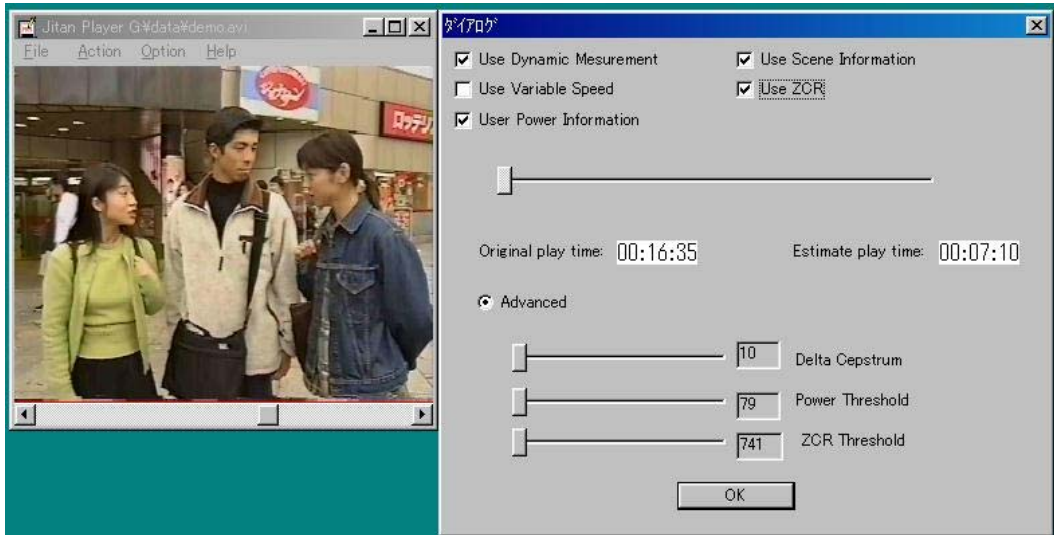 Jitan Player G:¥data¥demo.avi
File Action Option Help
ロッテリ
ダイアログ
Use Dynamic Mesurement
Use Scene Information
Use Variable Speed
Use ZCR
User Power Information
Original play time: 00:16:35
Estimate play time: 00:07:10
Advanced
10 Delta Cepstrum
79 Power Threshold
741 ZCR Threshold
OK